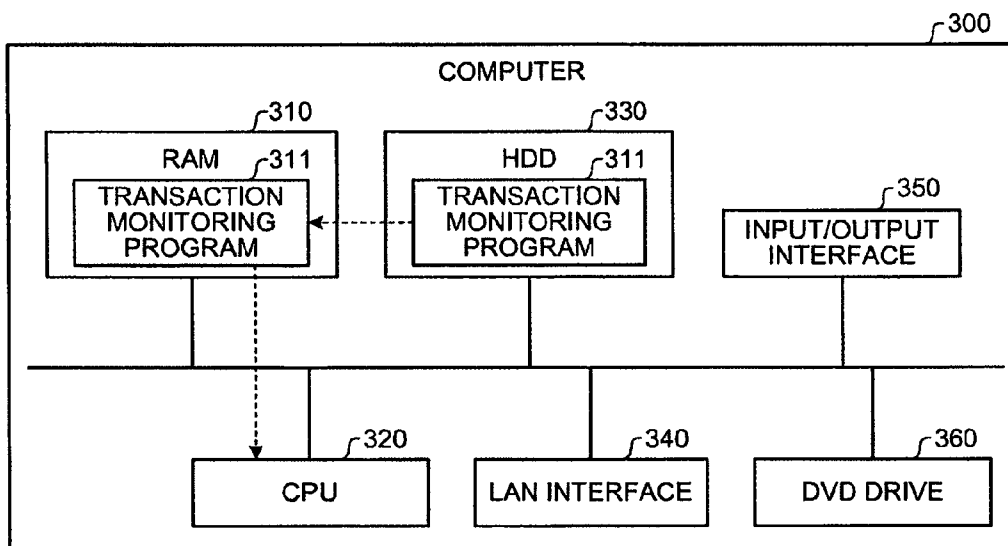 300
COMPUTER
310
330
RAM
311
HDD
311
350
TRANSACTION
MONITORING
PROGRAM
TRANSACTION
MONITORING
PROGRAM
INPUT/OUTPUT
INTERFACE
320
340
360
CPU
LAN INTERFACE
DVD DRIVE